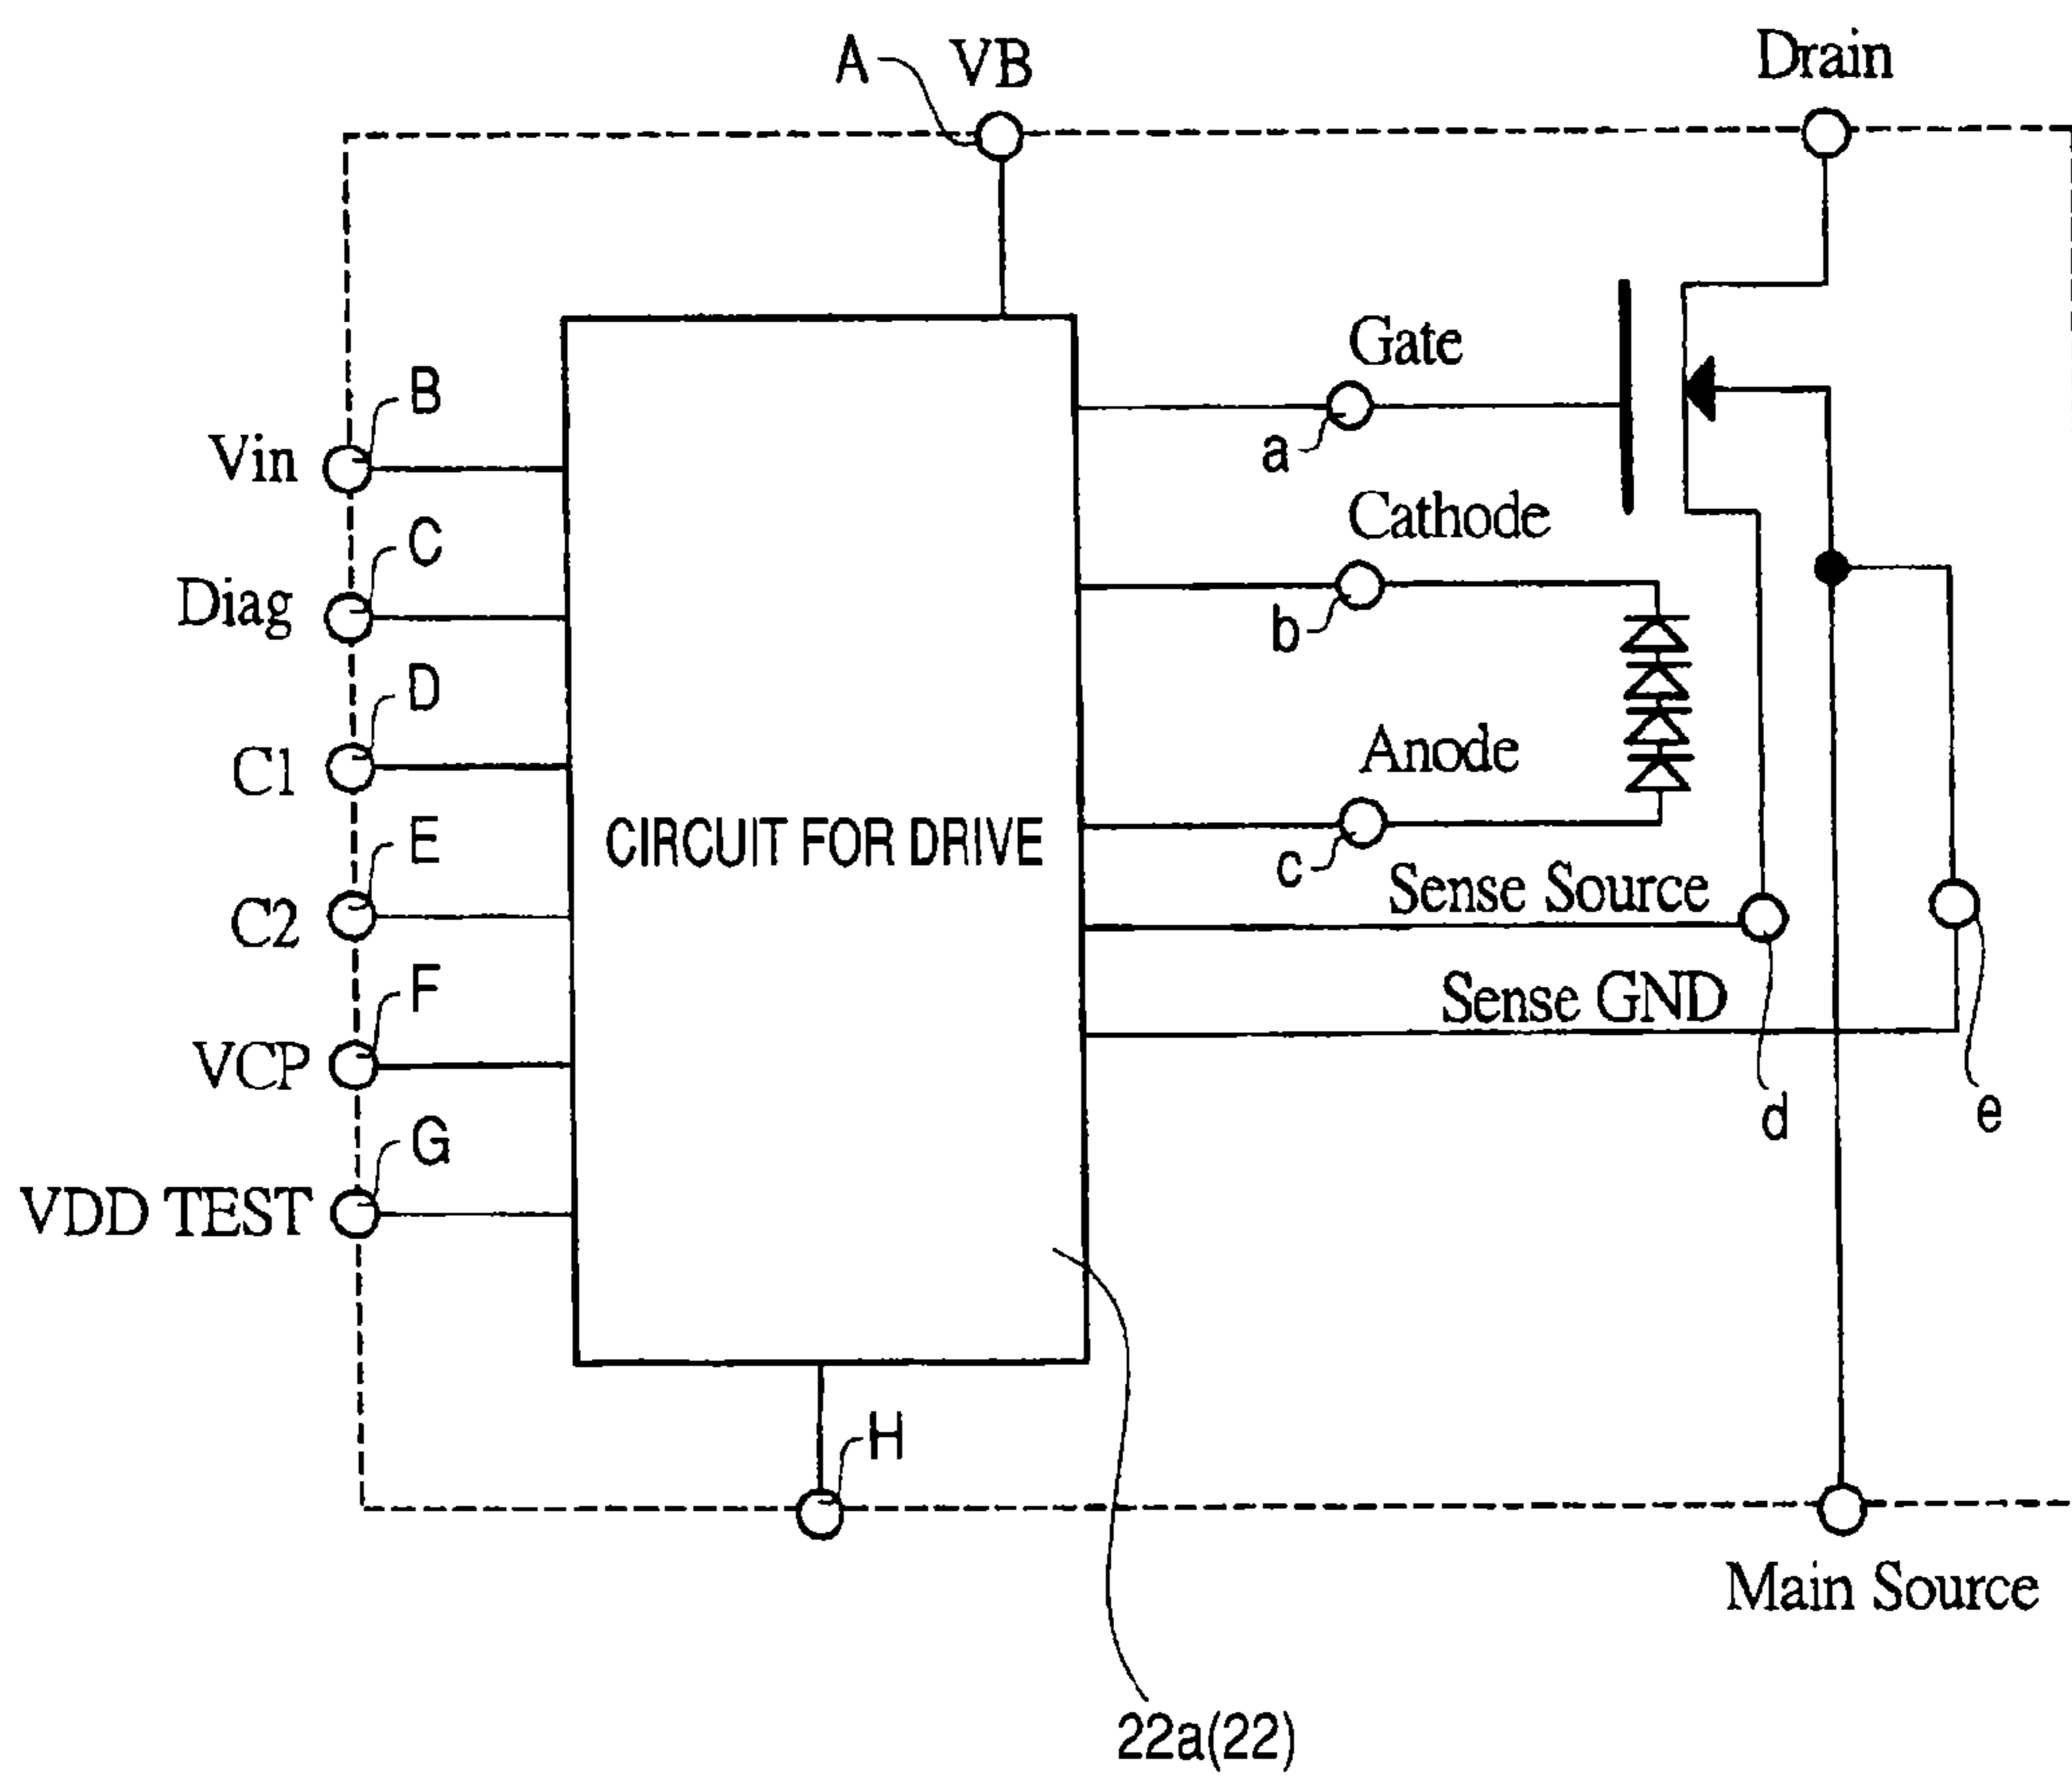 A
VB
Drain
B
Gate
Vin
a
C
Cathode
Diag
b
D
C1
Anode
E
CIRCUIT FOR DRIVE
c
Sense Source
C2
F
Sense GND
VCP
d
e
G
VDD TEST
H
Main Source
22a(22)